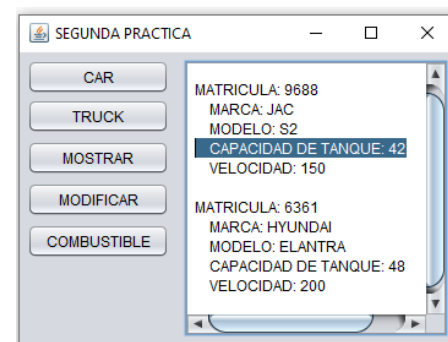 SEGUNDA PRACTICA
CAR
TRUCK
MOSTRAR
MODIFICAR
COMBUSTIBLE
MATRICULA: 9688
MARCA: JAC
MODELO: S2
CAPACIDAD DE TANQUE: 42
VELOCIDAD: 150
MATRICULA: 6361
MARCA: HYUNDAI
MODELO: ELANTRA
CAPACIDAD DE TANQUE: 48
VELOCIDAD: 200